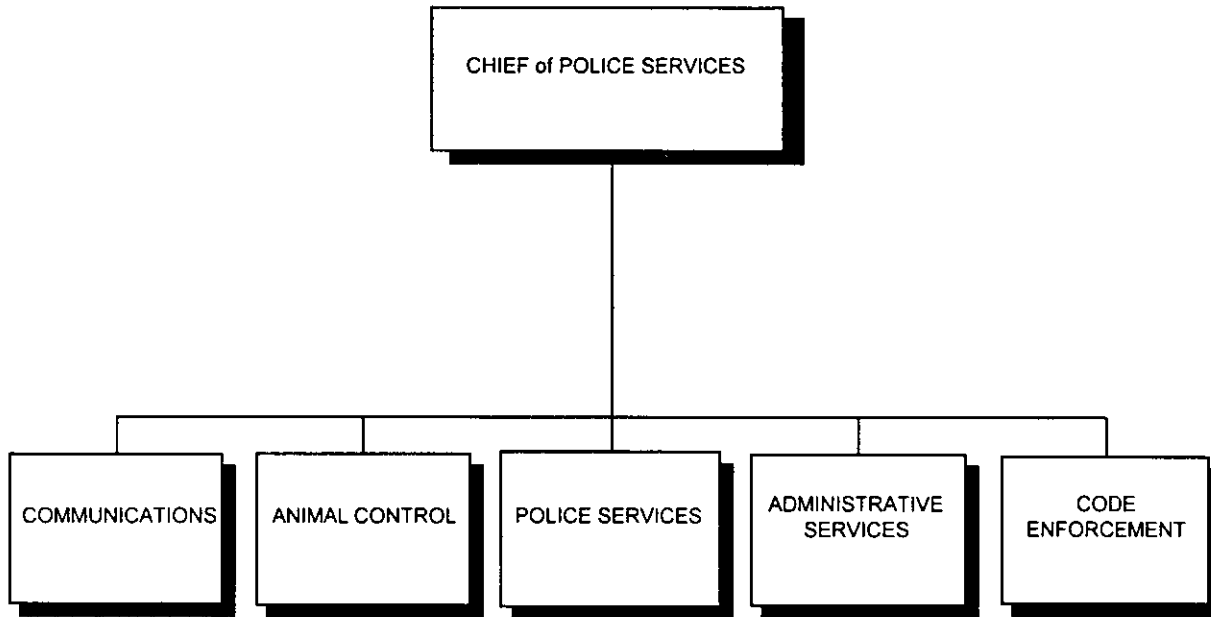 CHIEF of POLICE SERVICES
COMMUNICATIONS
ANIMAL CONTROL
POLICE SERVICES
ADMINISTRATIVE
SERVICES
CODE
ENFORCEMENT